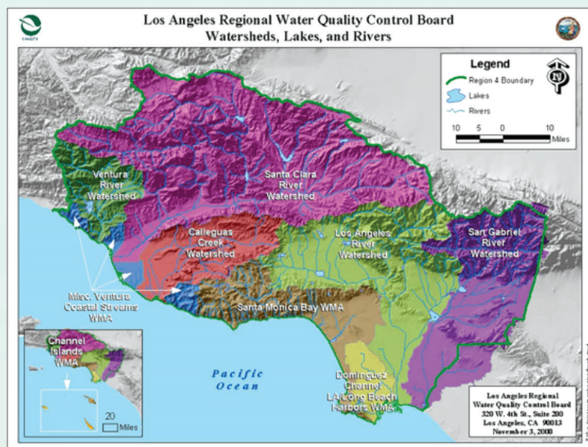 Los Angeles Regional Water Quality Control Board
Watersheds, Lakes, and Rivers
Legend
Region 4 Boundary
Lakes
Rivers
10 5 0 10
Miles
Ventura
River
Watershed
Santa Clara
River
Watershed
Calleguas
Creek
Watershed
Los Angeles
River
Watershed
San Gabriel
River
Watershed
Misc. Ventura
Coastal Streams
WMA
Santa Monica Bay WMA
Channel
Islands
WMA
20
Miles
Pacific
Ocean
Dominguez
Channel
LA/Long Beach
Harbors WMA
Los Angeles Regional
Water Quality Control Board
320 W. 4th St., Suite 200
Los Angeles, CA 90013
November 3, 2000